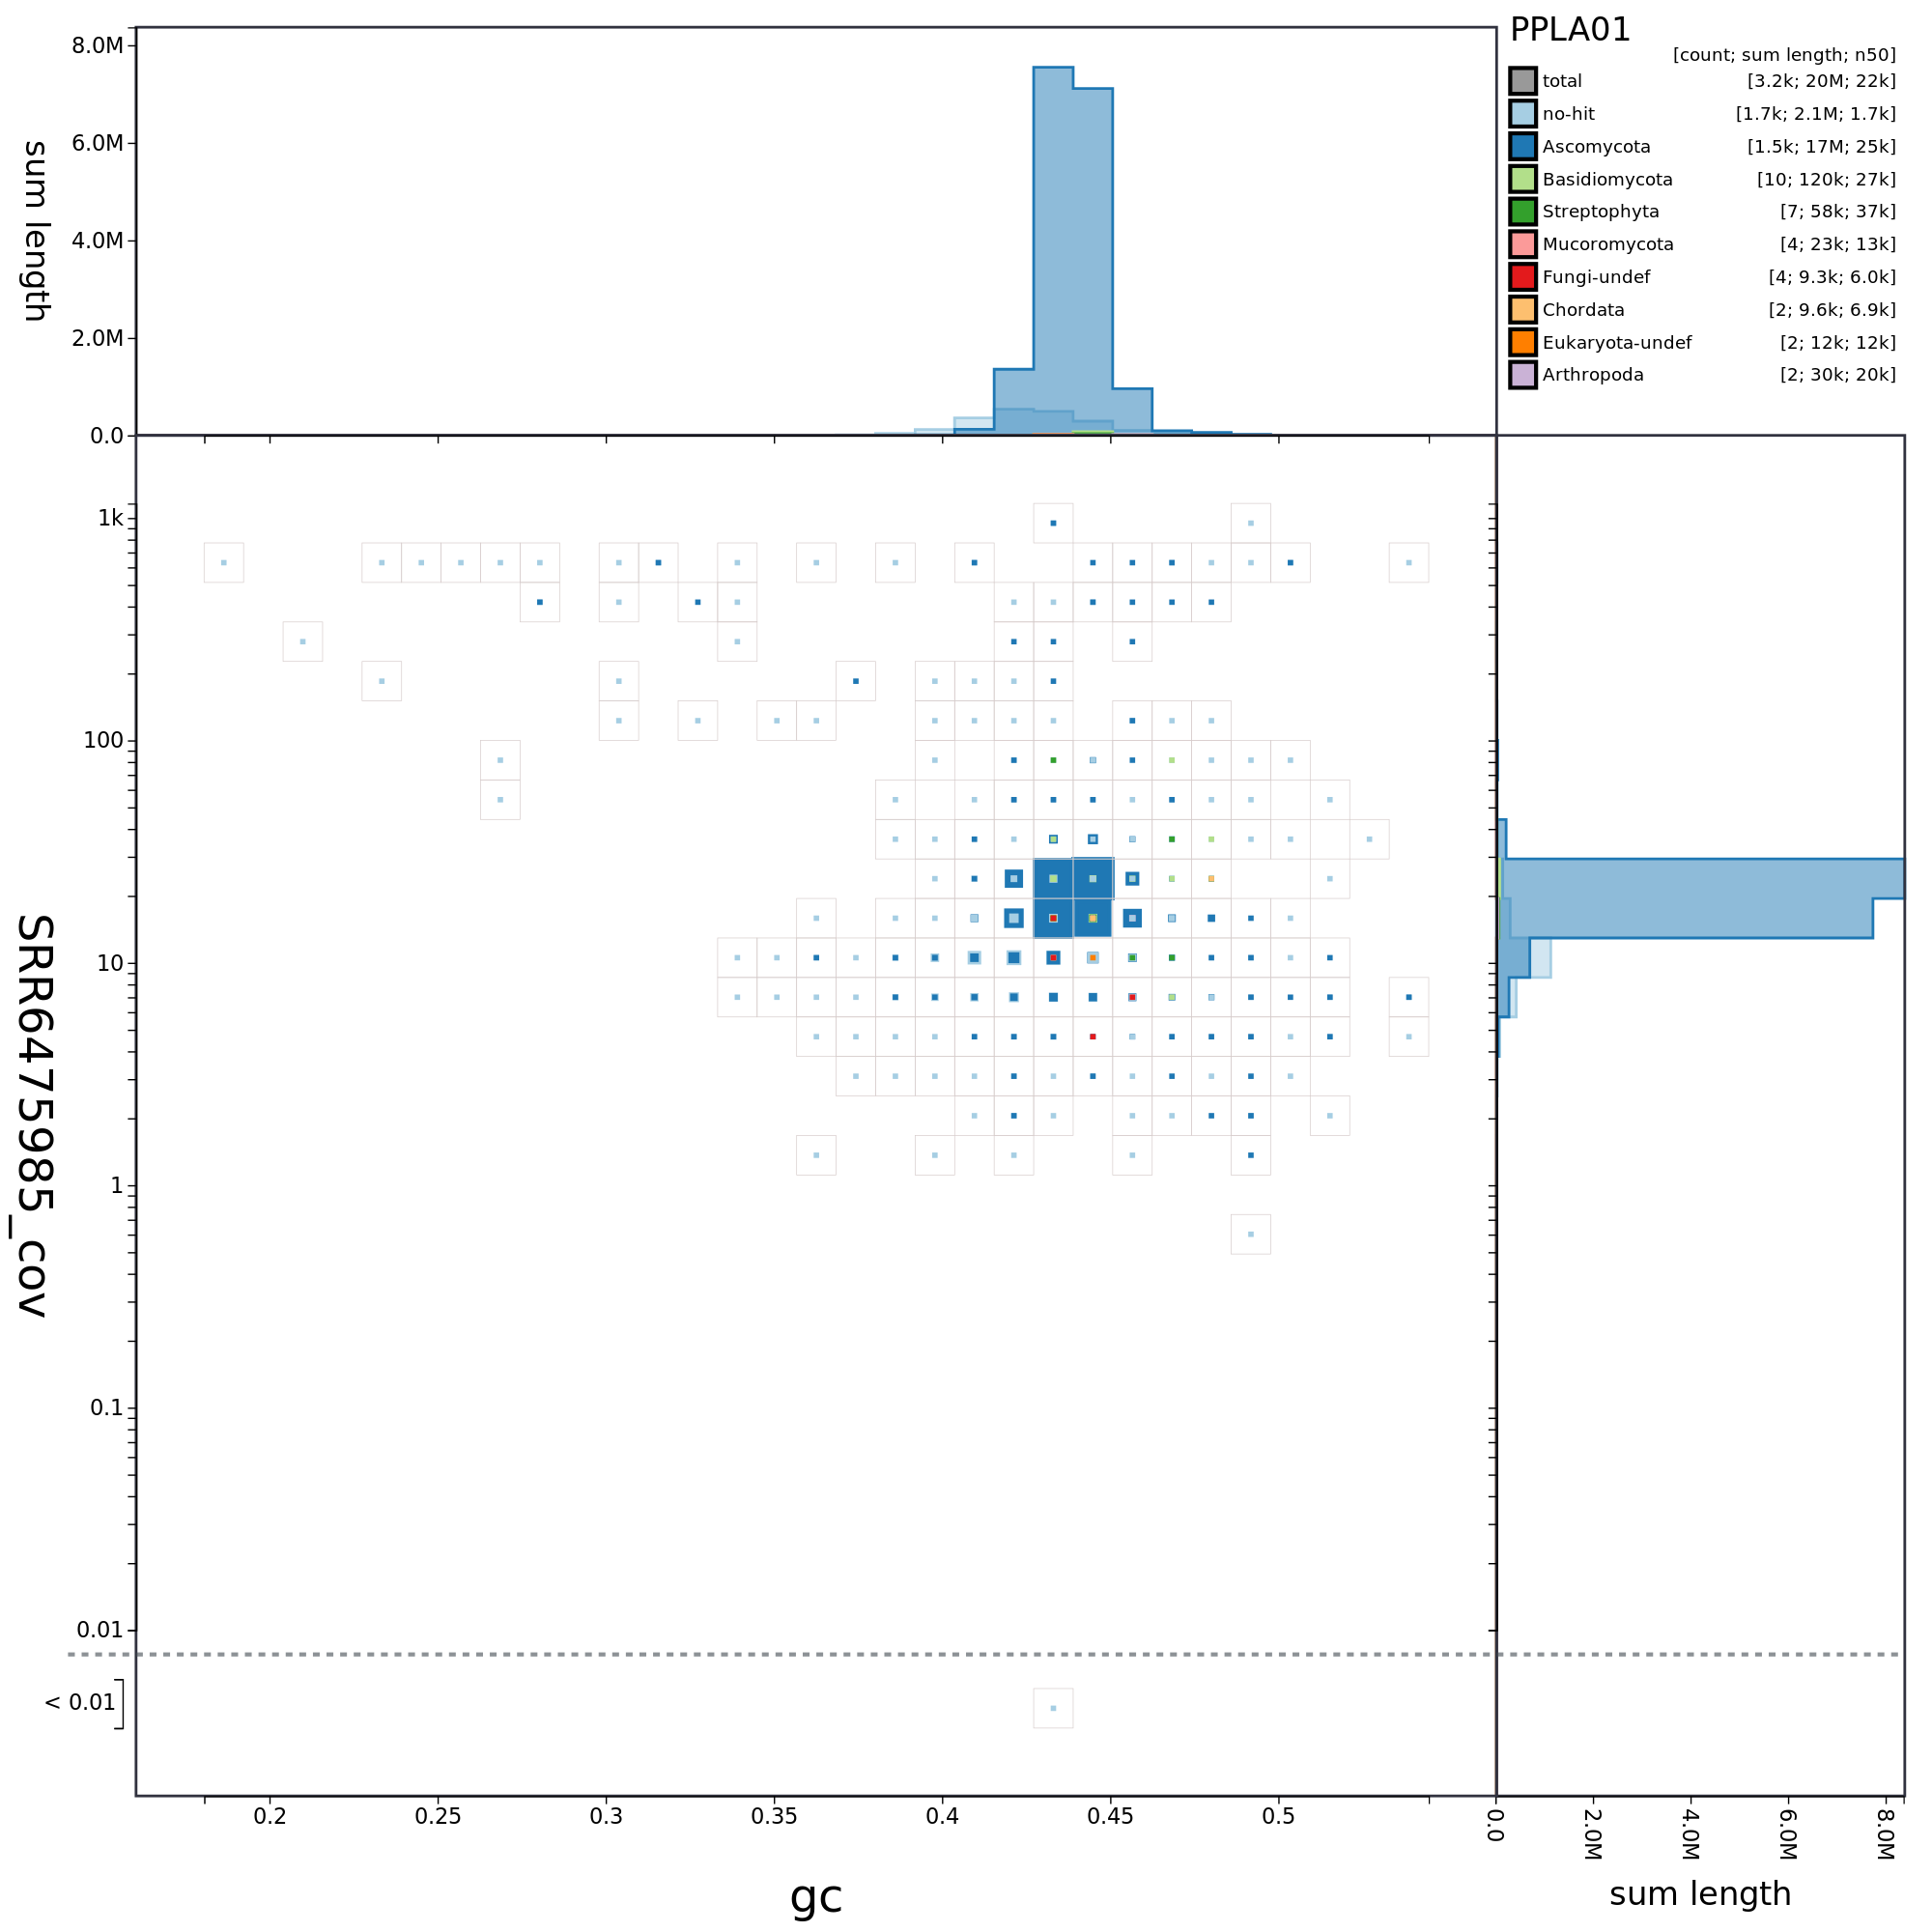 PPLA01
[count; sum length; n50]
total [3.2k; 20M; 22k]
no-hit [1.7k; 2.1M; 1.7k]
Ascomycota [1.5k; 17M; 25k]
Basidiomycota [10; 120k; 27k]
Streptophyta [7; 58k; 37k]
Mucoromycota [4; 23k; 13k]
Fungi-undef [4; 9.3k; 6.0k]
Chordata [2; 9.6k; 6.9k]
Eukaryota-undef [2; 12k; 12k]
Arthropoda [2; 30k; 20k]
sum length
8.0M
6.0M
4.0M
2.0M
0.0
SRR6475985_cov
1k
100
10
1
0.1
0.01
< 0.01
0.2 0.25 0.3 0.35 0.4 0.45 0.5
gc
0.0 2.0M 4.0M 6.0M 8.0M
sum length